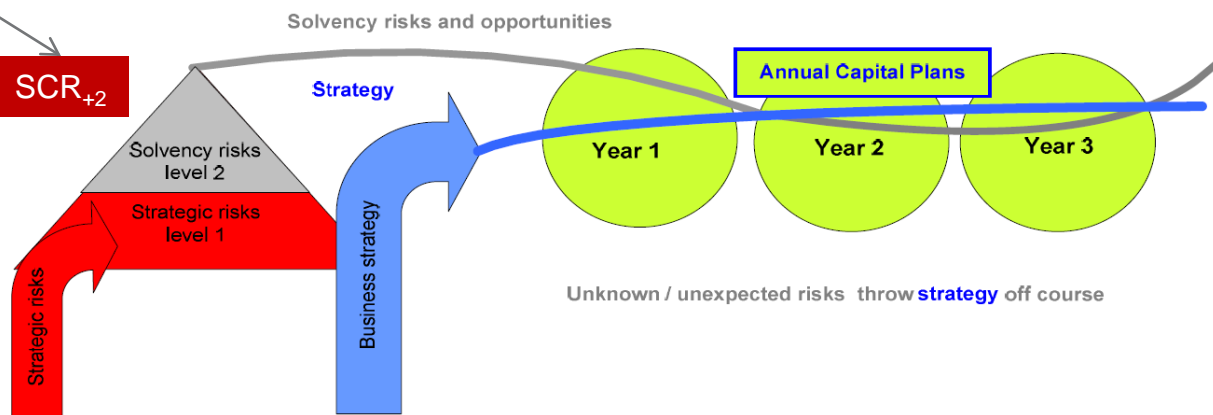 Solvency risks and opportunities
SCR+2
Strategy
Annual Capital Plans
Solvency risks
level 2
Year 1
Year 2
Year 3
Strategic risks
level 1
Strategic risks
Business strategy
Unknown / unexpected risks throw strategy off course